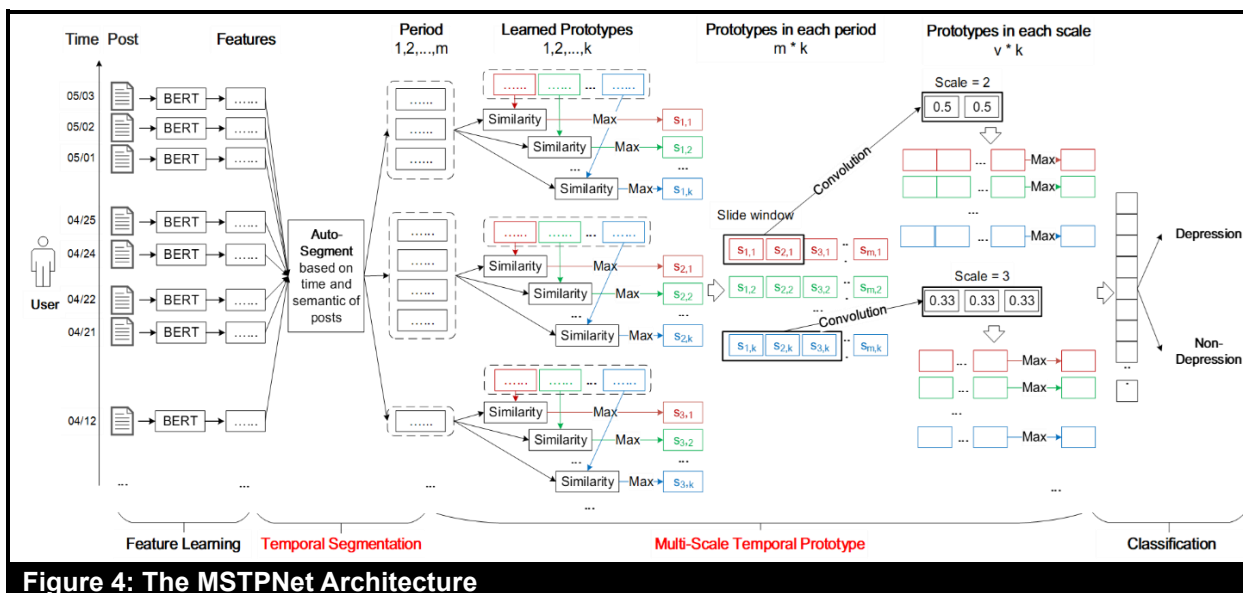 Time Post Features Period Learned Prototypes Prototypes in each period Prototypes in each scale
1,2,...,m 1,2,...,k m * k v * k
05/03 BERT ......
05/02 BERT ......
05/01 BERT ......
04/25 BERT ......
04/24 BERT ......
04/22 BERT ......
04/21 BERT ......
04/12 BERT ......
... ... ...
User
Auto-
Segment
based on
time and
semantic of
posts
......
......
......
......
......
......
......
......
...
...... ...... ... ......
Similarity Max s1,1
Similarity Max s1,2
... ...
Similarity Max s1,k
...... ...... ... ......
Similarity Max s2,1
Similarity Max s2,2
... ...
Similarity Max s2,k
...... ...... ... ......
Similarity Max s3,1
Similarity Max s3,2
... ...
Similarity Max s3,k
...
Slide window
s1,1 s2,1 s3,1 ... sm,1
s1,2 s2,2 s3,2 ... sm,2
...
s1,k s2,k s3,k ... sm,k
Convolution
Convolution
Scale = 2
0.5 0.5
... Max
... Max
...
... Max
Scale = 3
0.33 0.33 0.33
... Max
... Max
...
... Max
...
Depression
Non-
Depression
Feature Learning Temporal Segmentation Multi-Scale Temporal Prototype Classification
Figure 4: The MSTPNet Architecture